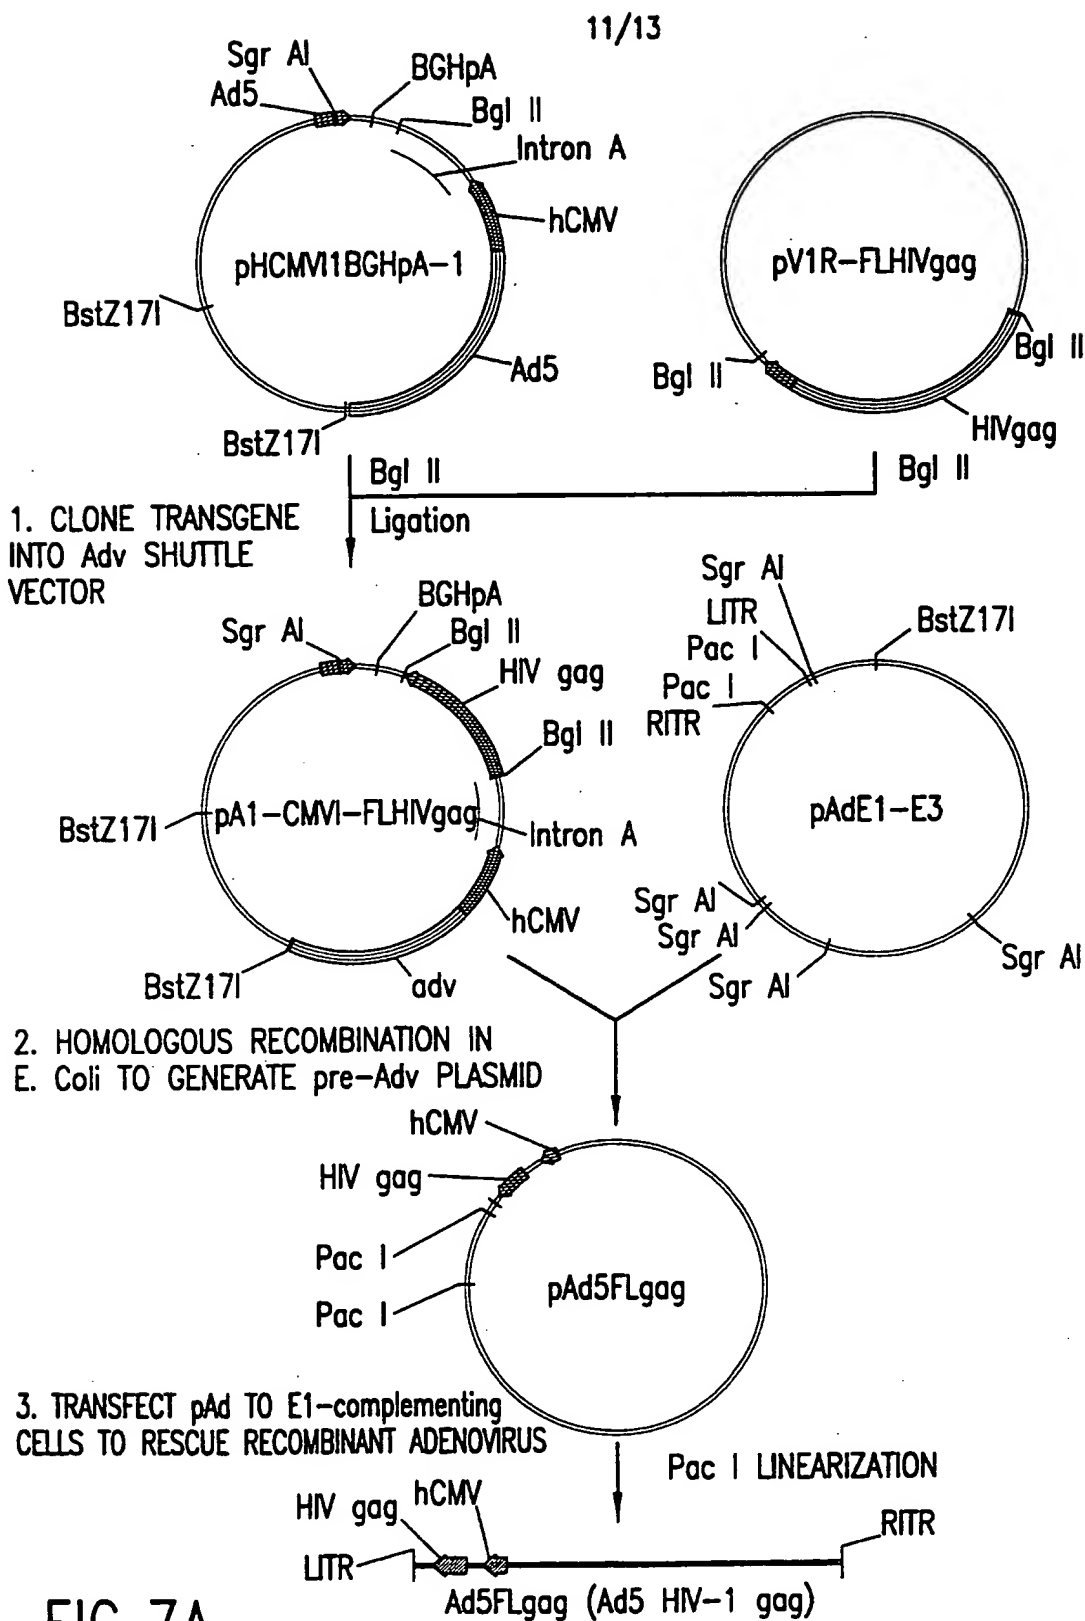 11/13
Sgr AI
Ad5
BGHpA
Bgl II
Intron A
hCMV
pHCMVI1BGHpA-1
BstZ17I
Ad5
BstZ17I
pV1R-FLHIVgag
Bgl II
Bgl II
HIVgag
Bgl II
Bgl II
Ligation
1. CLONE TRANSGENE
INTO Adv SHUTTLE
VECTOR
Sgr AI
BGHpA
Bgl II
HIV gag
Bgl II
pA1-CMVI-FLHIVgag
BstZ17I
Intron A
hCMV
BstZ17I
adv
Sgr AI
LITR
Pac I
Pac I
RITR
BstZ17I
pAdE1-E3
Sgr AI
Sgr AI
Sgr AI
Sgr AI
2. HOMOLOGOUS RECOMBINATION IN
E. Coli TO GENERATE pre-Adv PLASMID
hCMV
HIV gag
Pac I
Pac I
pAd5FLgag
3. TRANSFECT pAd TO E1-complementing
CELLS TO RESCUE RECOMBINANT ADENOVIRUS
Pac I LINEARIZATION
HIV gag
hCMV
LITR
RITR
Ad5FLgag (Ad5 HIV-1 gag)
FIG. 7A